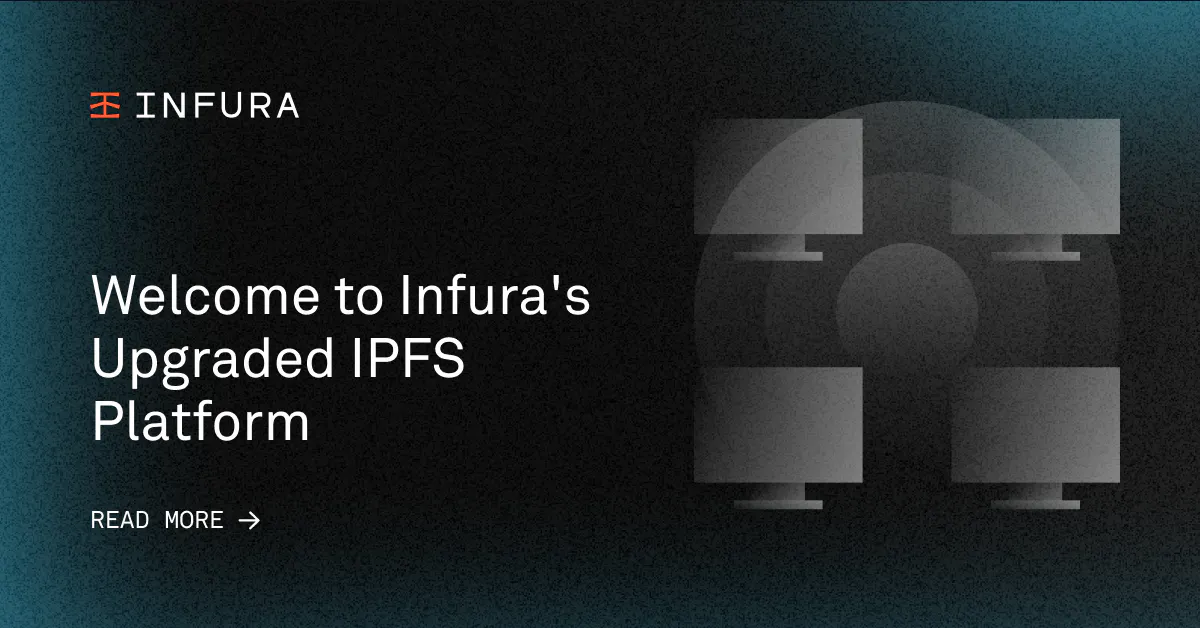 INFURA
Welcome to Infura's
Upgraded IPFS
Platform
READ MORE →